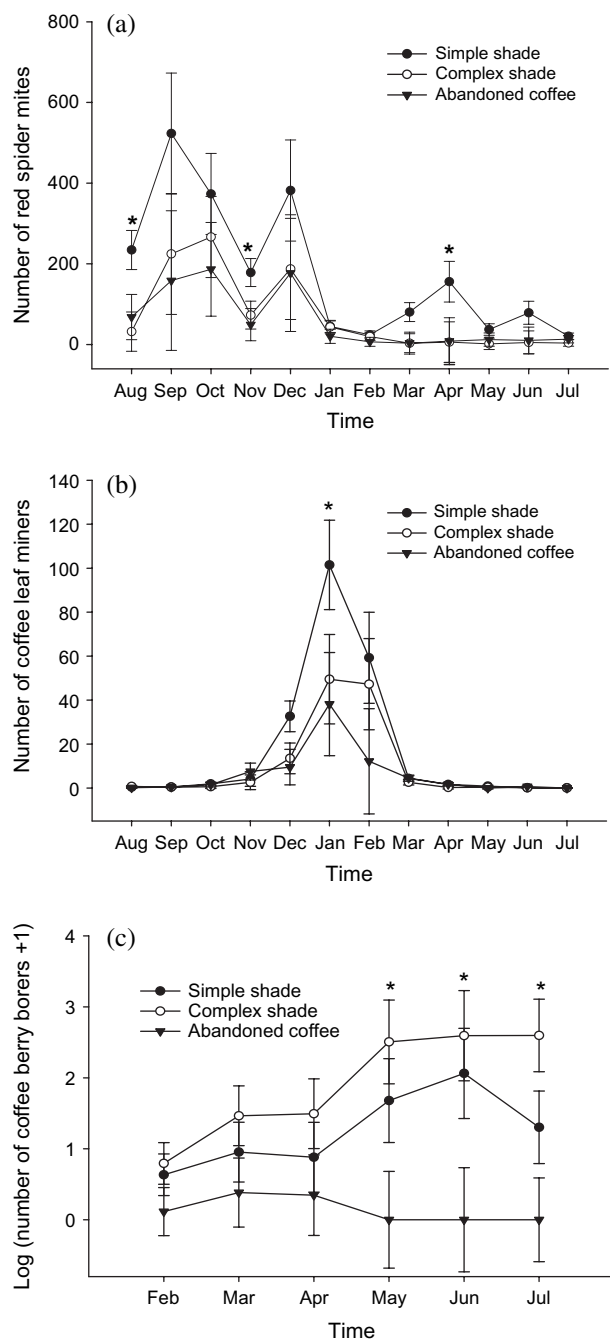 (a)
Simple shade
Complex shade
Abandoned coffee
Number of red spider mites
800
600
400
200
0
* * *
Aug Sep Oct Nov Dec Jan Feb Mar Apr May Jun Jul
Time
(b)
Simple shade
Complex shade
Abandoned coffee
Number of coffee leaf miners
140
120
100
80
60
40
20
0
*
Aug Sep Oct Nov Dec Jan Feb Mar Apr May Jun Jul
Time
(c)
Simple shade
Complex shade
Abandoned coffee
Log (number of coffee berry borers +1)
4
3
2
1
0
* * *
Feb Mar Apr May Jun Jul
Time